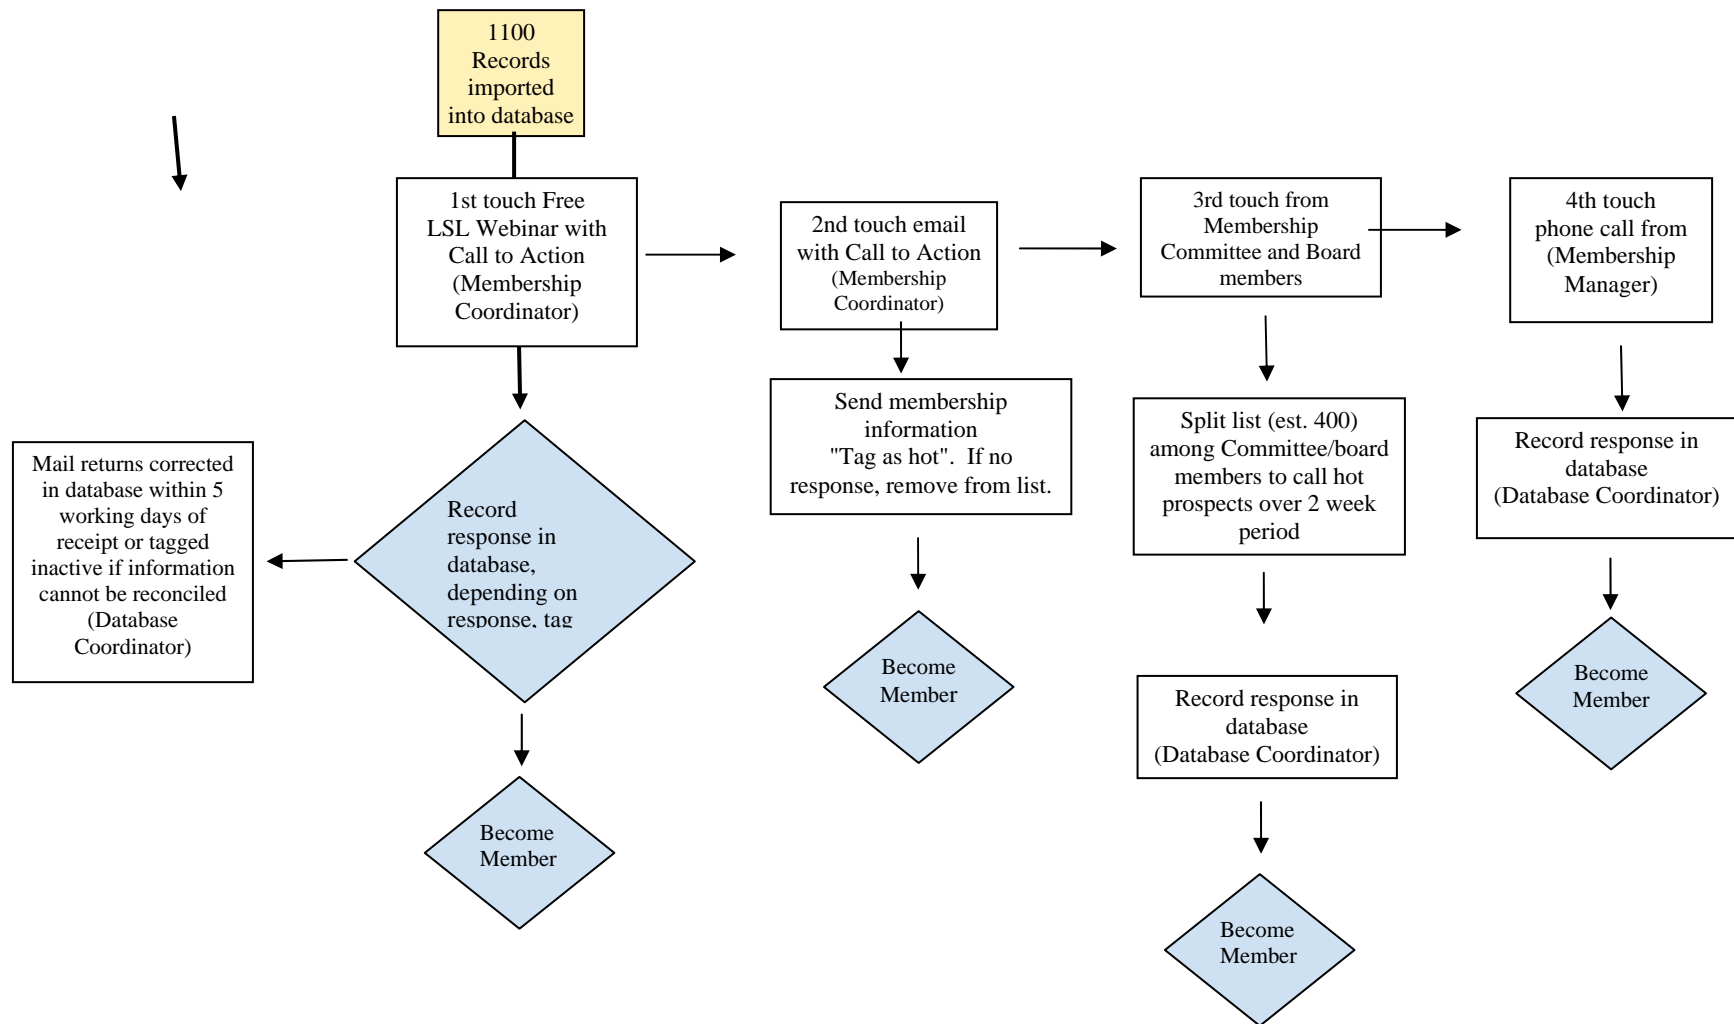 1100
Records
imported
into database
1st touch Free
LSL Webinar with
Call to Action
(Membership
Coordinator)
2nd touch email
with Call to Action
(Membership
Coordinator)
3rd touch from
Membership
Committee and Board
members
4th touch
phone call from
(Membership
Manager)
Mail returns corrected
in database within 5
working days of
receipt or tagged
inactive if information
cannot be reconciled
(Database
Coordinator)
Record
response in
database,
depending on
response, tag
Send membership
information
"Tag as hot".  If no
response, remove from list.
Split list (est. 400)
among Committee/board
members to call hot
prospects over 2 week
period
Record response in
database
(Database Coordinator)
Become
Member
Become
Member
Record response in
database
(Database Coordinator)
Become
Member
Become
Member